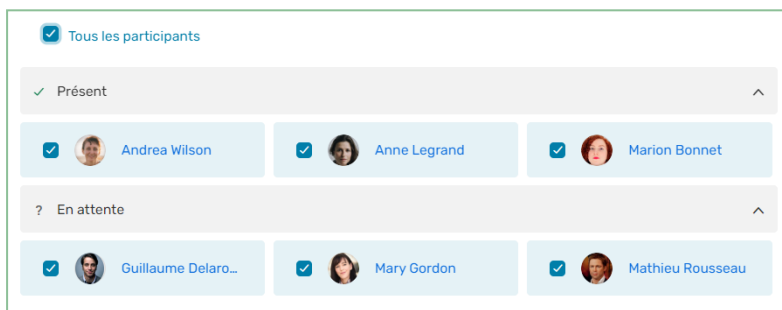 Tous les participants
Présent
Andrea Wilson Anne Legrand Marion Bonnet
? En attente
Guillaume Delaro... Mary Gordon Mathieu Rousseau